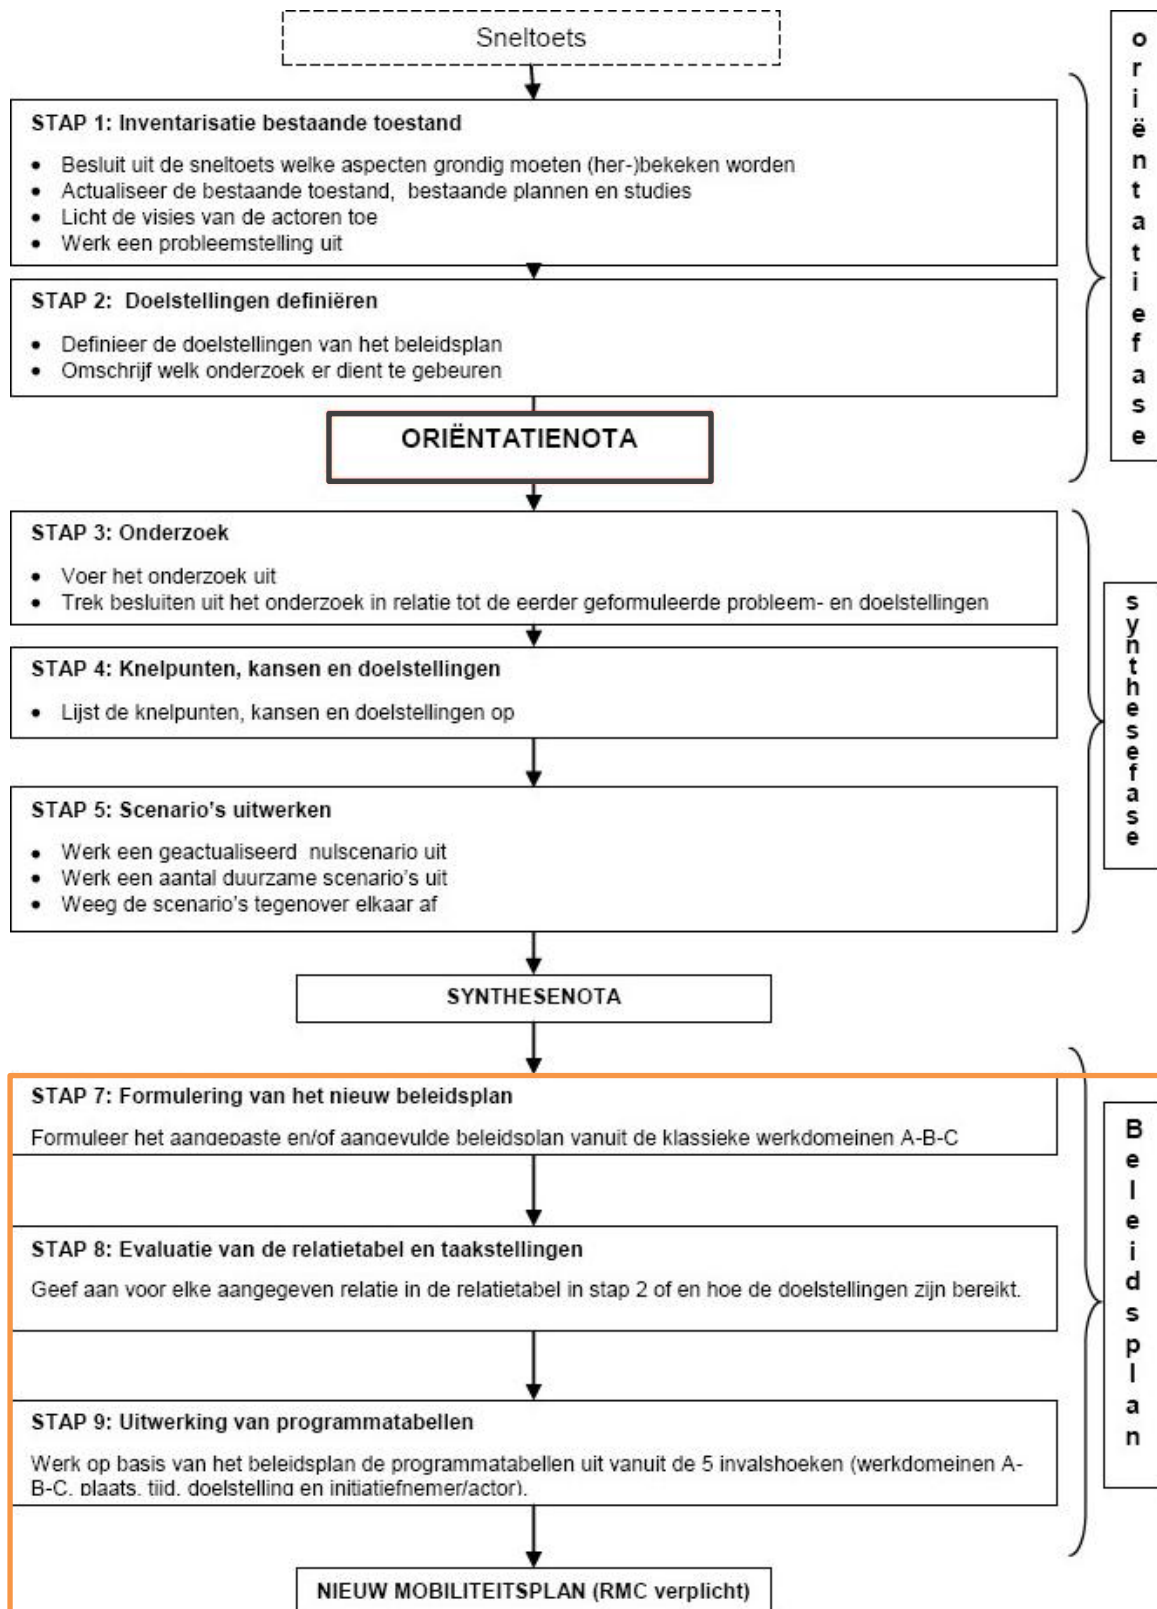 Sneltoets
oriëntatiefase
STAP 1: Inventarisatie bestaande toestand
• Besluit uit de sneltoets welke aspecten grondig moeten (her-)bekeken worden
• Actualiseer de bestaande toestand, bestaande plannen en studies
• Licht de visies van de actoren toe
• Werk een probleemstelling uit
STAP 2: Doelstellingen definiëren
• Definieer de doelstellingen van het beleidsplan
• Omschrijf welk onderzoek er dient te gebeuren
ORIËNTATIENOTA
STAP 3: Onderzoek
• Voer het onderzoek uit
• Trek besluiten uit het onderzoek in relatie tot de eerder geformuleerde probleem- en doelstellingen
synthesefase
STAP 4: Knelpunten, kansen en doelstellingen
• Lijst de knelpunten, kansen en doelstellingen op
STAP 5: Scenario's uitwerken
• Werk een geactualiseerd nulscenario uit
• Werk een aantal duurzame scenario's uit
• Weeg de scenario's tegenover elkaar af
SYNTHESENOTA
STAP 7: Formulering van het nieuw beleidsplan
Formuleer het aangepaste en/of aangevulde beleidsplan vanuit de klassieke werkdomeinen A-B-C
Beleidsplan
STAP 8: Evaluatie van de relatietabel en taakstellingen
Geef aan voor elke aangegeven relatie in de relatietabel in stap 2 of en hoe de doelstellingen zijn bereikt.
STAP 9: Uitwerking van programmatabellen
Werk op basis van het beleidsplan de programmatabellen uit vanuit de 5 invalshoeken (werkdomeinen A-
B-C, plaats, tijd, doelstelling en initiatiefnemer/actor).
NIEUW MOBILITEITSPLAN (RMC verplicht)